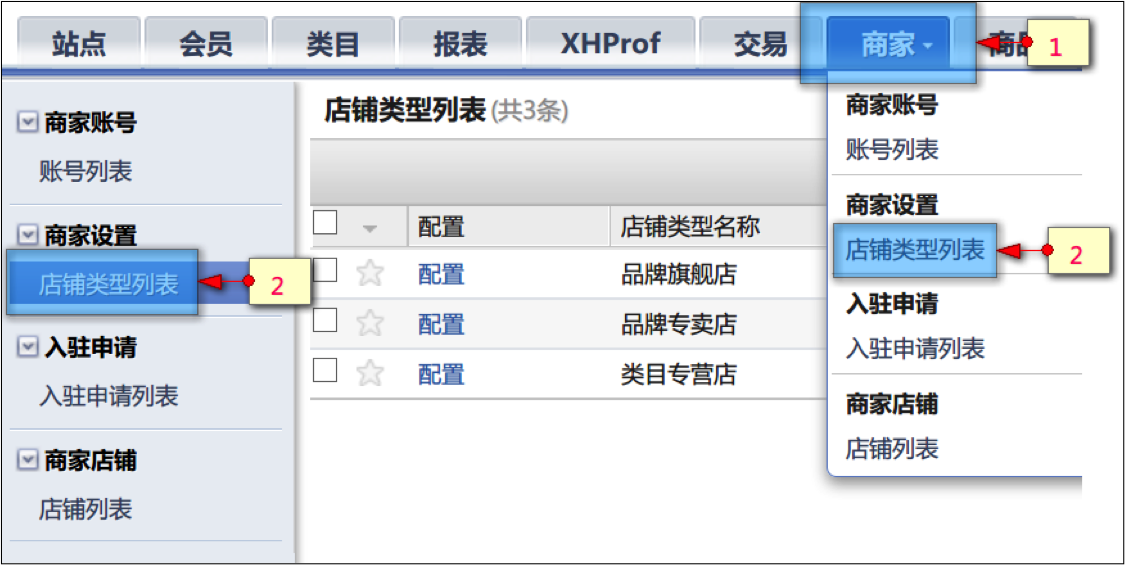 站点 会员 类目 报表 XHProf 交易 商家 商品 1
商家账号
账号列表
商家设置
店铺类型列表 2
入驻申请
入驻申请列表
商家店铺
店铺列表
店铺类型列表 (共3条)
配置 店铺类型名称
配置 品牌旗舰店
配置 品牌专卖店
配置 类目专营店
商家账号
账号列表
商家设置
店铺类型列表 2
入驻申请
入驻申请列表
商家店铺
店铺列表